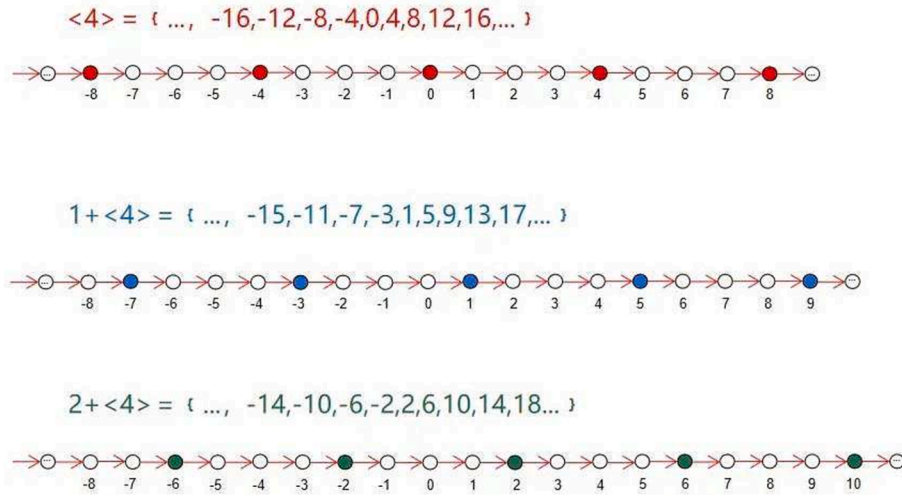 <4> = { ..., -16,-12,-8,-4,0,4,8,12,16,... }
... -8 -7 -6 -5 -4 -3 -2 -1 0 1 2 3 4 5 6 7 8 ...
1+<4> = { ..., -15,-11,-7,-3,1,5,9,13,17,... }
... -8 -7 -6 -5 -4 -3 -2 -1 0 1 2 3 4 5 6 7 8 9 ...
2+<4> = { ..., -14,-10,-6,-2,2,6,10,14,18... }
... -8 -7 -6 -5 -4 -3 -2 -1 0 1 2 3 4 5 6 7 8 9 10 ...